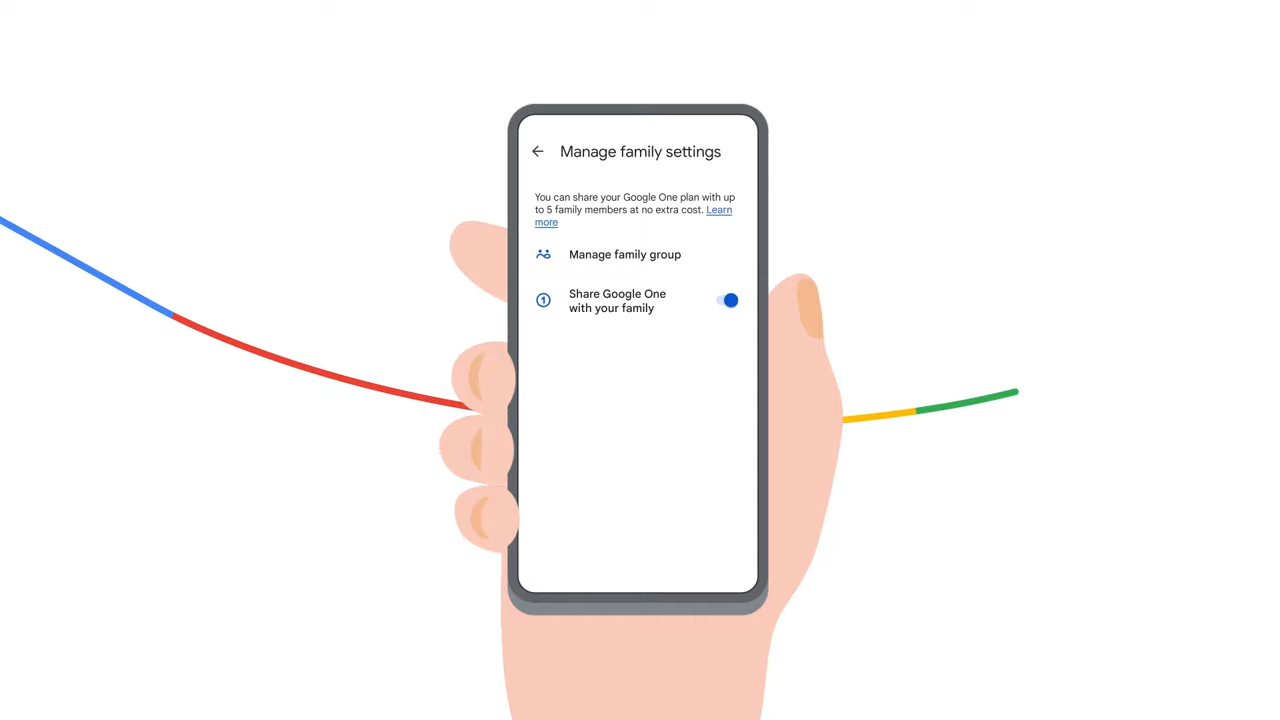 Manage family settings
You can share your Google One plan with up
to 5 family members at no extra cost. Learn
more
Manage family group
Share Google One
with your family